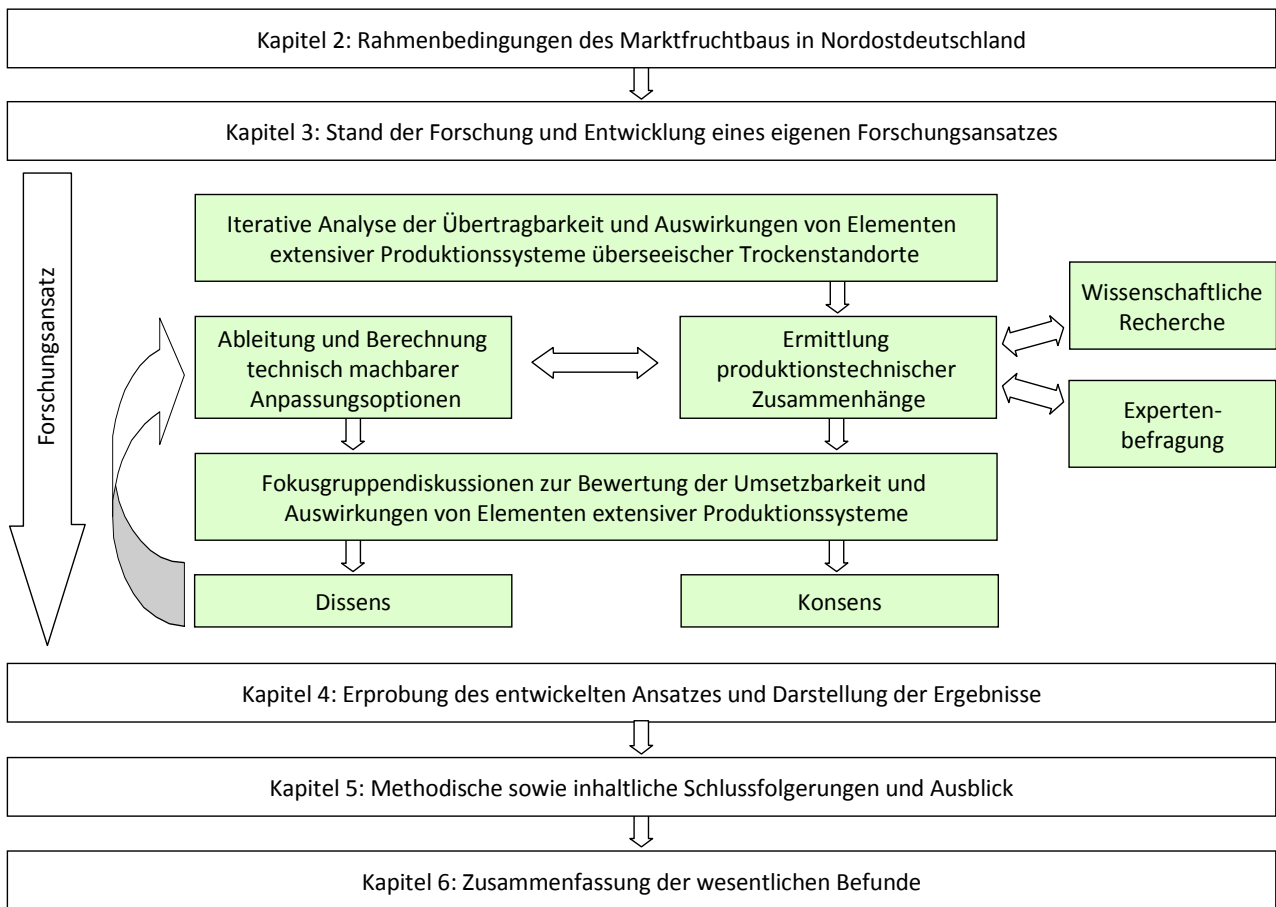 Kapitel 2: Rahmenbedingungen des Marktfruchtbaus in Nordostdeutschland
Kapitel 3: Stand der Forschung und Entwicklung eines eigenen Forschungsansatzes
Forschungsansatz
Iterative Analyse der Übertragbarkeit und Auswirkungen von Elementen
extensiver Produktionssysteme überseeischer Trockenstandorte
Ableitung und Berechnung
technisch machbarer
Anpassungsoptionen
Ermittlung
produktionstechnischer
Zusammenhänge
Wissenschaftliche
Recherche
Experten-
befragung
Fokusgruppendiskussionen zur Bewertung der Umsetzbarkeit und
Auswirkungen von Elementen extensiver Produktionssysteme
Dissens
Konsens
Kapitel 4: Erprobung des entwickelten Ansatzes und Darstellung der Ergebnisse
Kapitel 5: Methodische sowie inhaltliche Schlussfolgerungen und Ausblick
Kapitel 6: Zusammenfassung der wesentlichen Befunde